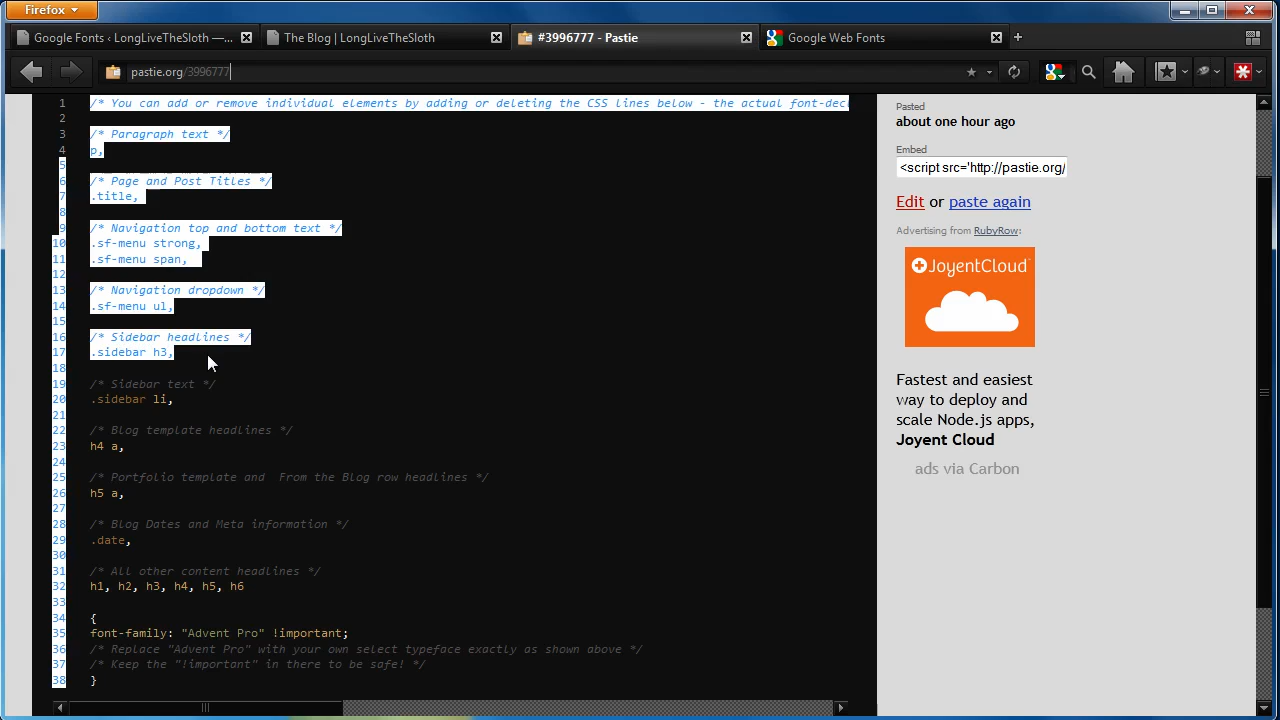 Firefox
Google Fonts ‹ LongLiveTheSloth —...
The Blog | LongLiveTheSloth
#3996777 - Pastie
Google Web Fonts
pastie.org/3996777
1 /* You can add or remove individual elements by adding or deleting the CSS lines below - the actual font-decl
2
3 /* Paragraph text */
4 p,
5
6 /* Page and Post Titles */
7 .title,
8
9 /* Navigation top and bottom text */
10 .sf-menu strong,
11 .sf-menu span,
12
13 /* Navigation dropdown */
14 .sf-menu ul,
15
16 /* Sidebar headlines */
17 .sidebar h3,
18
19 /* Sidebar text */
20 .sidebar li,
21
22 /* Blog template headlines */
23 h4 a,
24
25 /* Portfolio template and  From the Blog row headlines */
26 h5 a,
27
28 /* Blog Dates and Meta information */
29 .date,
30
31 /* All other content headlines */
32 h1, h2, h3, h4, h5, h6
33
34 {
35 font-family: "Advent Pro" !important;
36 /* Replace "Advent Pro" with your own select typeface exactly as shown above */
37 /* Keep the "!important" in there to be safe! */
38 }
Pasted
about one hour ago
Embed
<script src='http://pastie.org/
Edit or paste again
Advertising from RubyRow:
JoyentCloud
Fastest and easiest
way to deploy and
scale Node.js apps,
Joyent Cloud
ads via Carbon